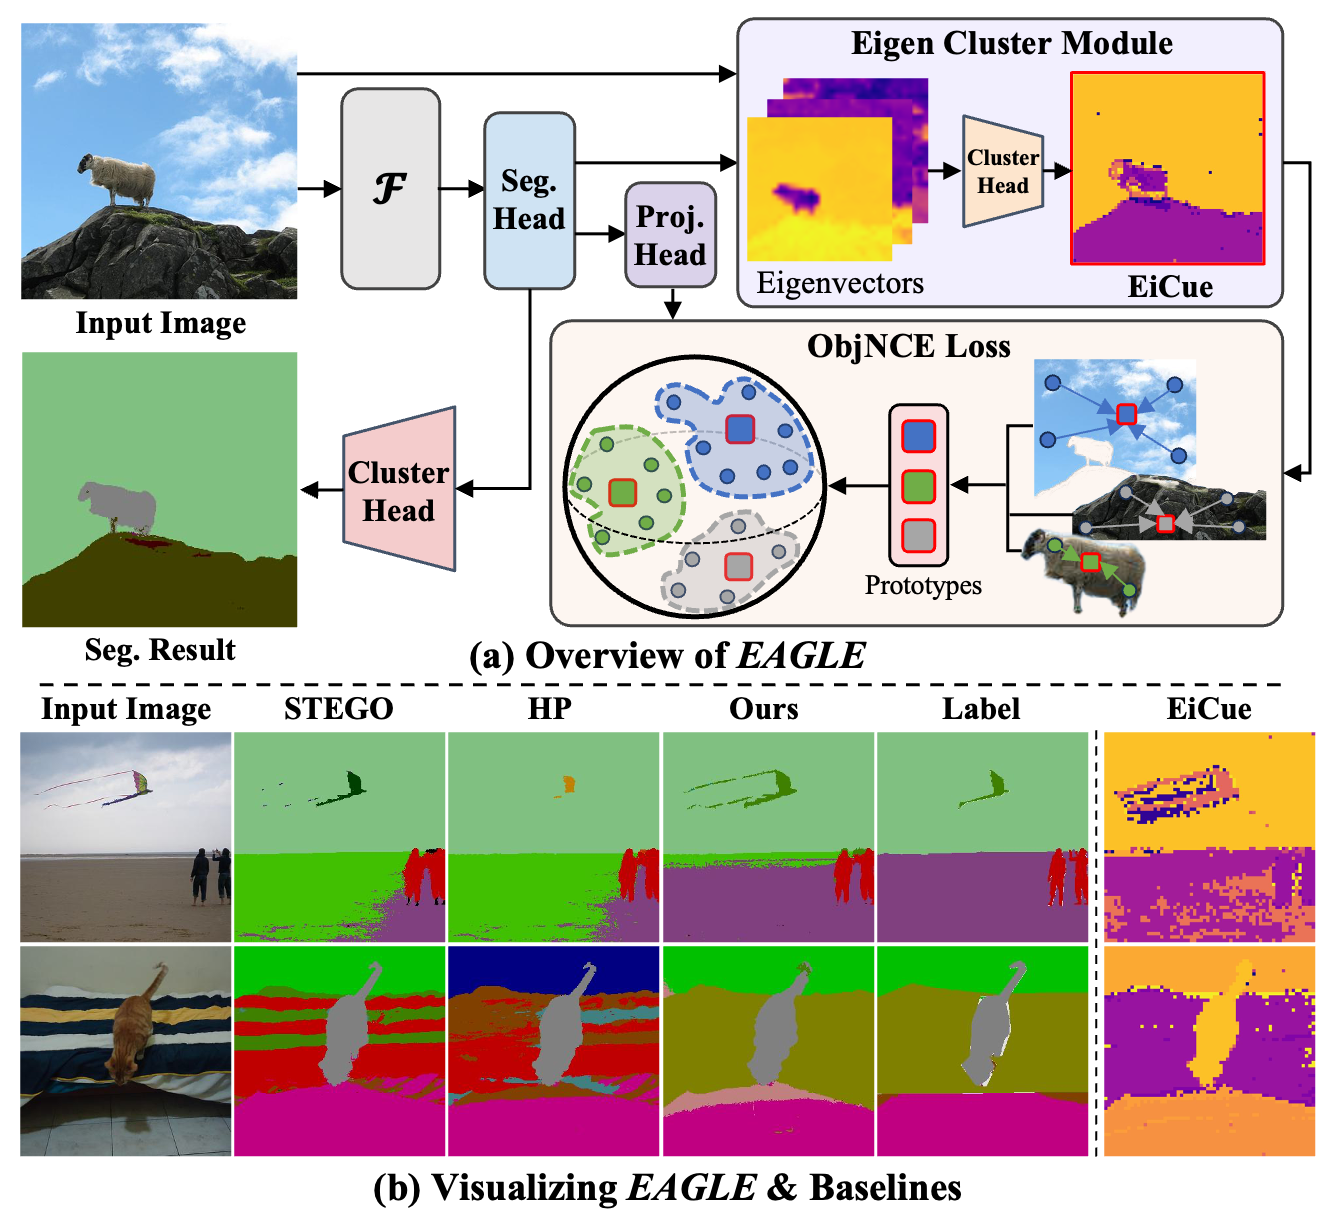 Eigen Cluster Module
ℱ
Seg.
Head
Proj.
Head
Cluster
Head
Eigenvectors
EiCue
Input Image
ObjNCE Loss
Cluster
Head
Prototypes
Seg. Result
(a) Overview of EAGLE
Input Image STEGO HP Ours Label EiCue
(b) Visualizing EAGLE & Baselines